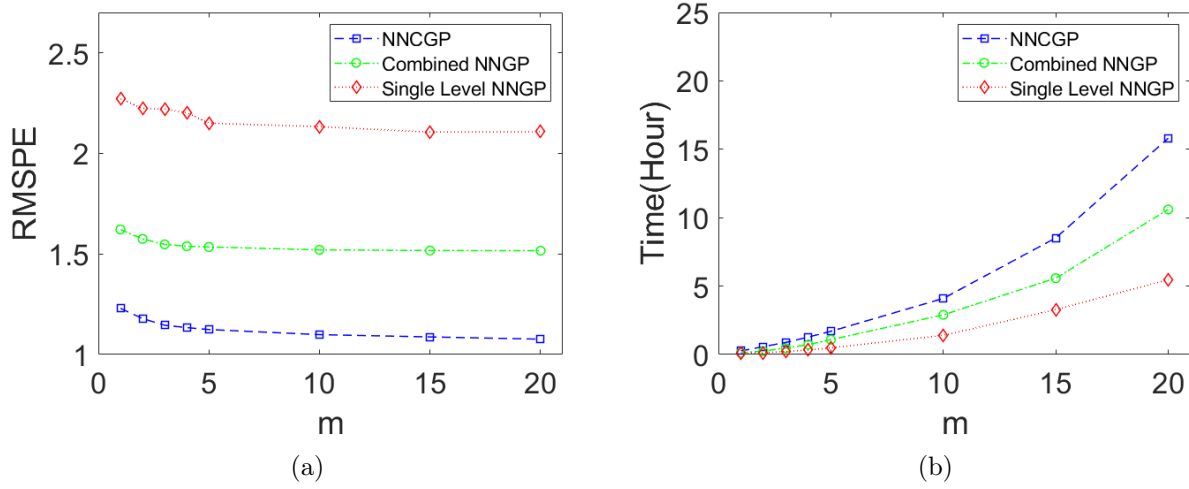 2.5
2
1.5
1
RMSPE
NNCGP
Combined NNGP
Single Level NNGP
0 5 10 15 20
m
(a)
25
20
15
10
5
0
Time(Hour)
NNCGP
Combined NNGP
Single Level NNGP
0 5 10 15 20
m
(b)